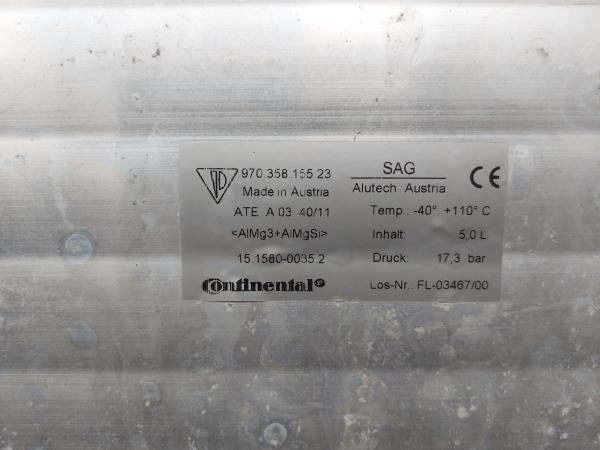 970.358.155 23
Made in Austria
ATE A 03 40/11
<AlMg3+AlMgSi>
15.1580-0035.2
Continental
SAG
Alutech Austria
CE
Temp.: -40° +110° C
Inhalt: 5,0 L
Druck: 17,3 bar
Los-Nr.: FL-03467/00